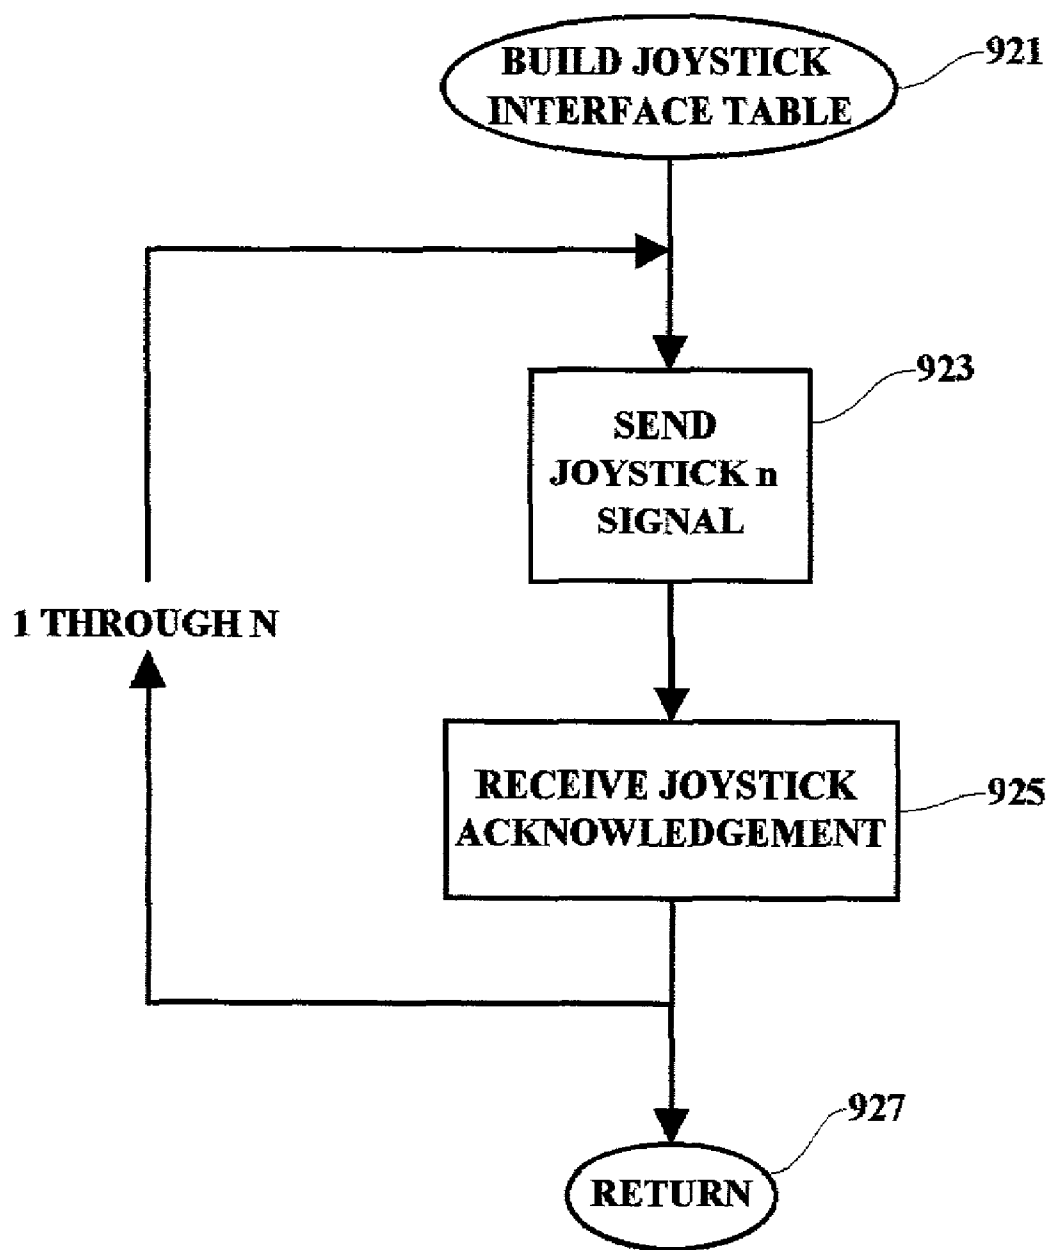 BUILD JOYSTICK
INTERFACE TABLE
921
923
SEND
JOYSTICK n
SIGNAL
1 THROUGH N
RECEIVE JOYSTICK
ACKNOWLEDGEMENT
925
927
RETURN